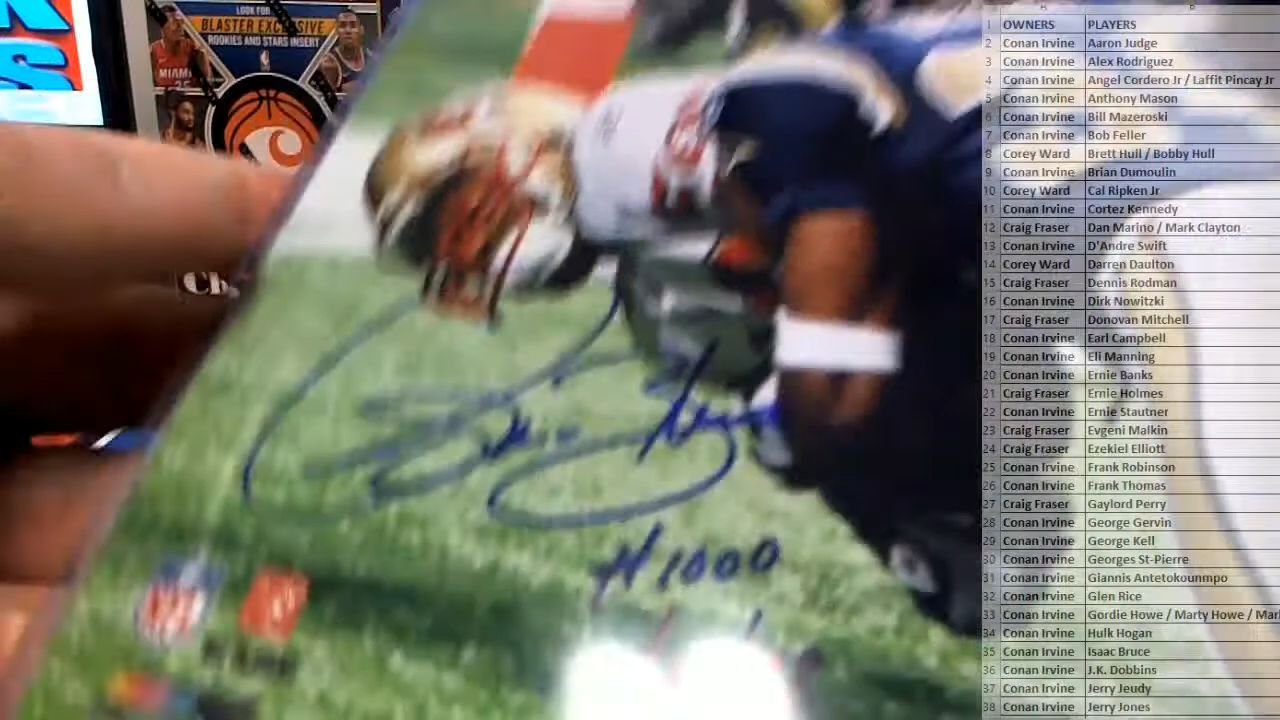 LOOK FOR
BLASTER EXCLUSIVE
ROOKIES AND STARS INSERT
MIAMI
#1000
NFL
OWNERS PLAYERS
1
2 Conan Irvine Aaron Judge
3 Conan Irvine Alex Rodriguez
4 Conan Irvine Angel Cordero Jr / Laffit Pincay Jr
5 Conan Irvine Anthony Mason
6 Conan Irvine Bill Mazeroski
7 Conan Irvine Bob Feller
8 Corey Ward Brett Hull / Bobby Hull
9 Conan Irvine Brian Dumoulin
10 Corey Ward Cal Ripken Jr
11 Conan Irvine Cortez Kennedy
12 Craig Fraser Dan Marino / Mark Clayton
13 Conan Irvine D'Andre Swift
14 Corey Ward Darren Daulton
15 Craig Fraser Dennis Rodman
16 Conan Irvine Dirk Nowitzki
17 Craig Fraser Donovan Mitchell
18 Conan Irvine Earl Campbell
19 Conan Irvine Eli Manning
20 Conan Irvine Ernie Banks
21 Craig Fraser Ernie Holmes
22 Conan Irvine Ernie Stautner
23 Craig Fraser Evgeni Malkin
24 Craig Fraser Ezekiel Elliott
25 Conan Irvine Frank Robinson
26 Conan Irvine Frank Thomas
27 Craig Fraser Gaylord Perry
28 Conan Irvine George Gervin
29 Conan Irvine George Kell
30 Conan Irvine Georges St-Pierre
31 Conan Irvine Giannis Antetokounmpo
32 Conan Irvine Glen Rice
33 Conan Irvine Gordie Howe / Marty Howe / Mar
34 Conan Irvine Hulk Hogan
35 Conan Irvine Isaac Bruce
36 Conan Irvine J.K. Dobbins
37 Conan Irvine Jerry Jeudy
38 Conan Irvine Jerry Jones